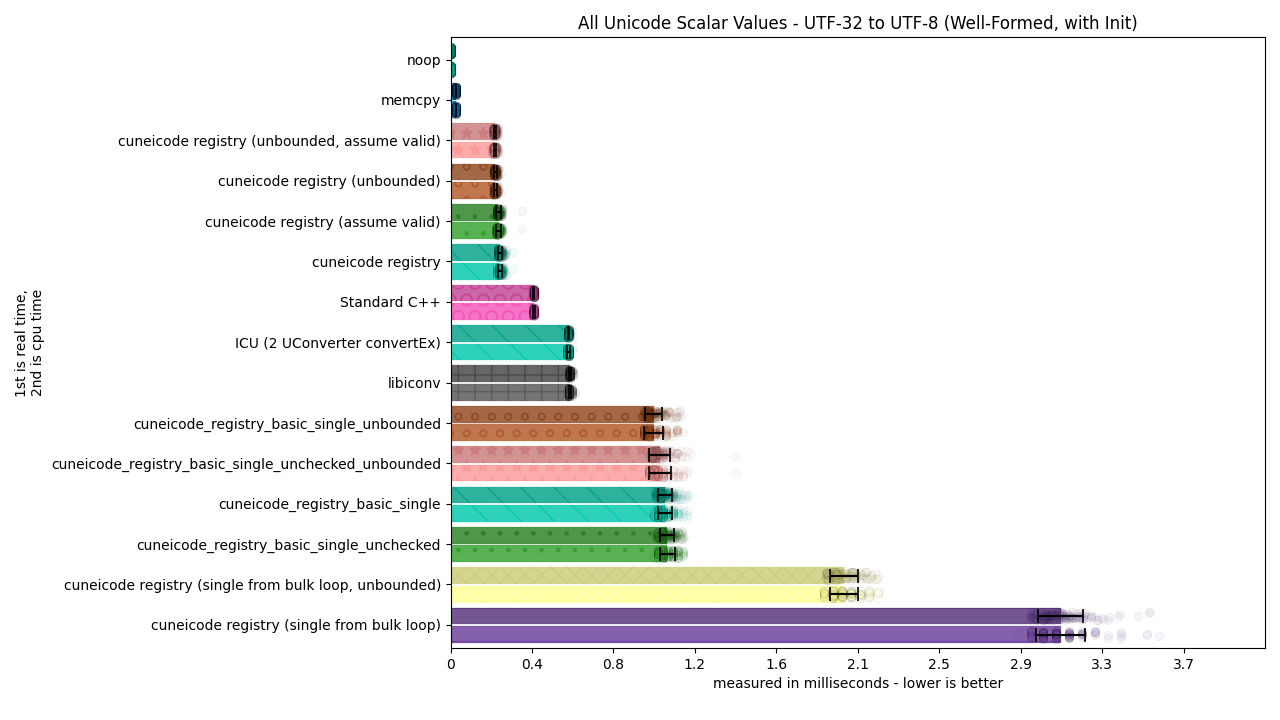 All Unicode Scalar Values - UTF-32 to UTF-8 (Well-Formed, with Init)
1st is real time,
2nd is cpu time
noop
memcpy
cuneicode registry (unbounded, assume valid)
cuneicode registry (unbounded)
cuneicode registry (assume valid)
cuneicode registry
Standard C++
ICU (2 UConverter convertEx)
libiconv
cuneicode_registry_basic_single_unbounded
cuneicode_registry_basic_single_unchecked_unbounded
cuneicode_registry_basic_single
cuneicode_registry_basic_single_unchecked
cuneicode registry (single from bulk loop, unbounded)
cuneicode registry (single from bulk loop)
0 0.4 0.8 1.2 1.6 2.1 2.5 2.9 3.3 3.7
measured in milliseconds - lower is better